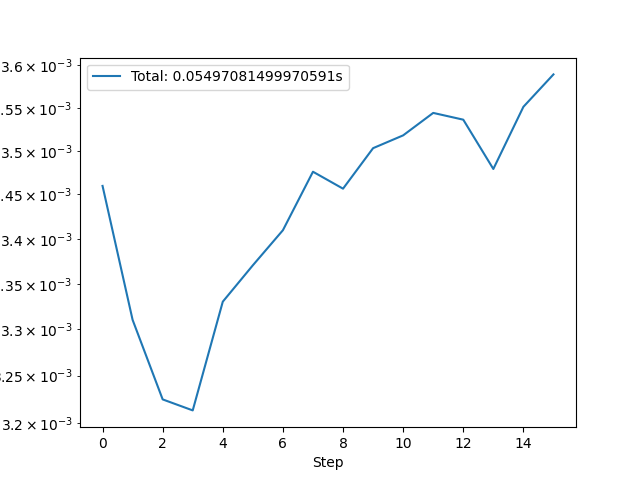 Total: 0.05497081499970591s
3.6 × 10⁻³
.55 × 10⁻³
3.5 × 10⁻³
.45 × 10⁻³
3.4 × 10⁻³
.35 × 10⁻³
3.3 × 10⁻³
.25 × 10⁻³
3.2 × 10⁻³
0 2 4 6 8 10 12 14
Step